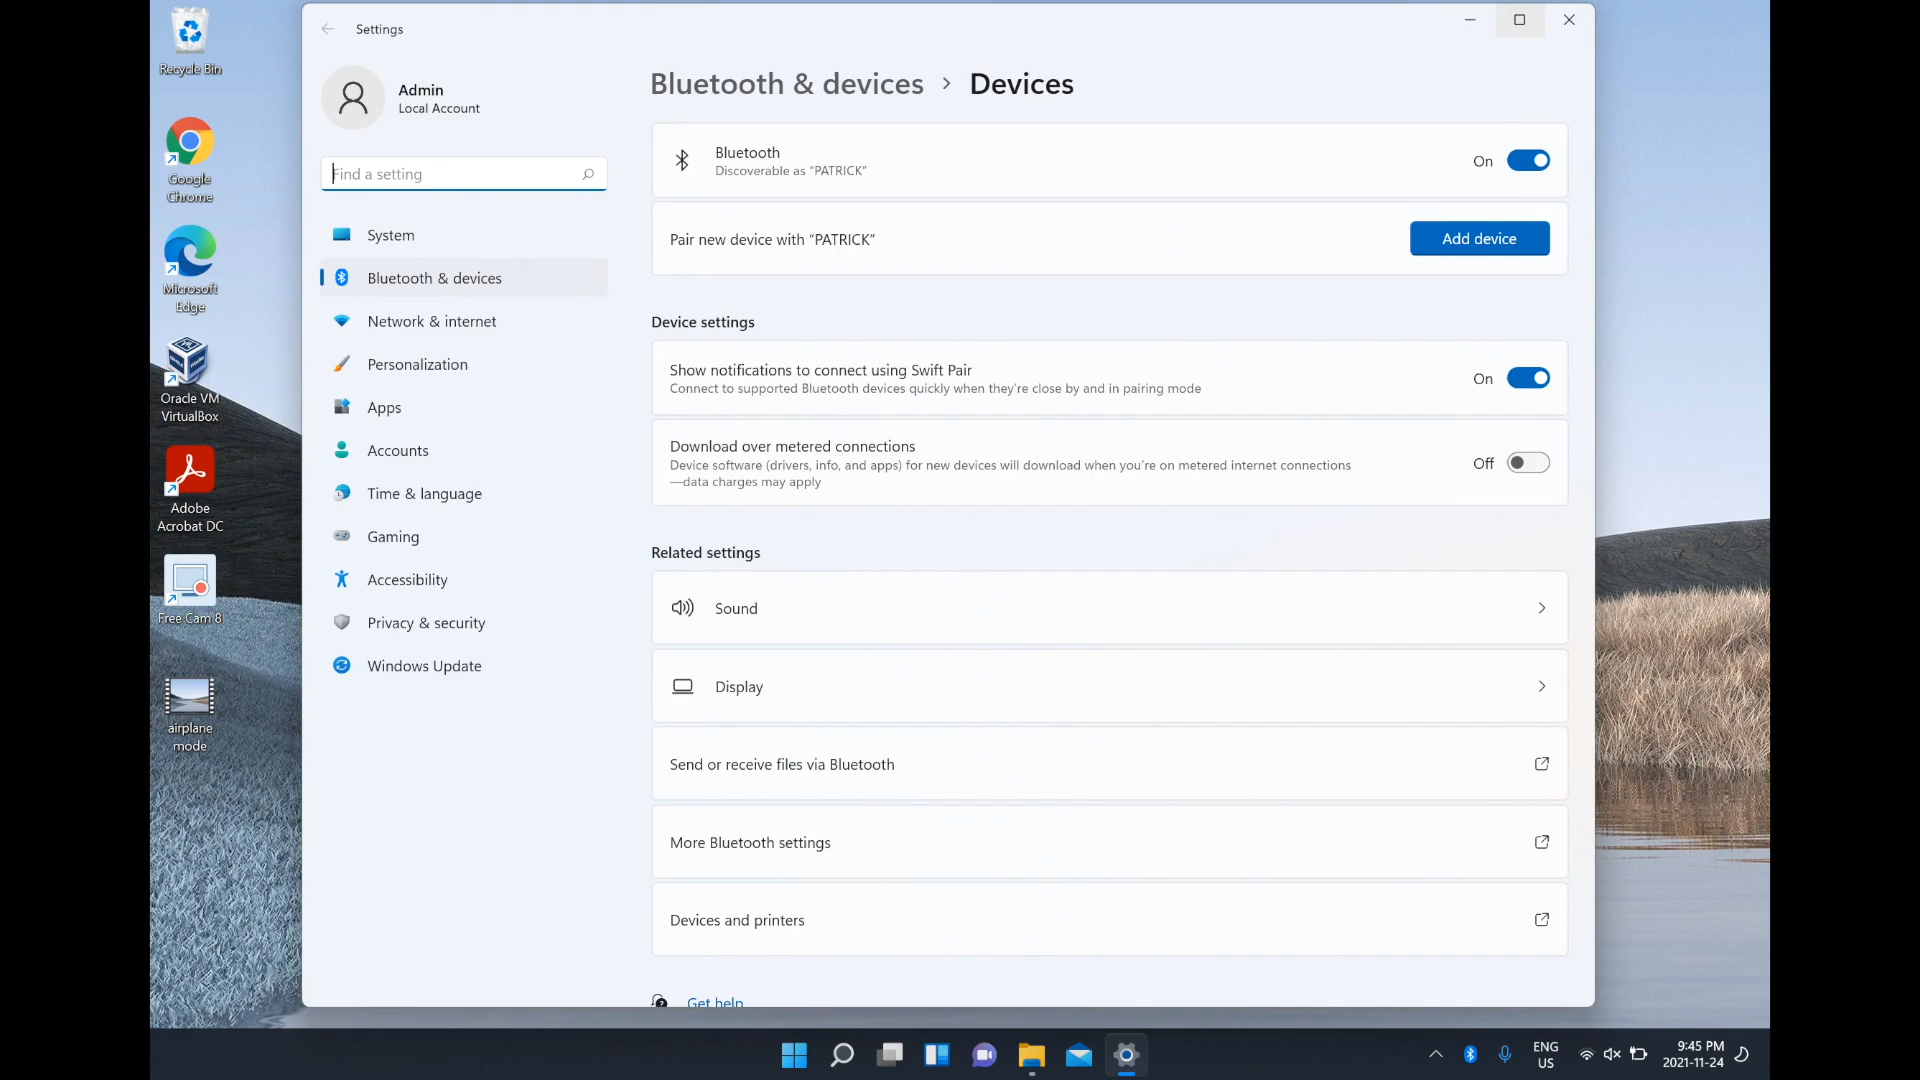 Recycle Bin
Google
Chrome
Microsoft
Edge
Oracle VM
VirtualBox
Adobe
Acrobat DC
Free Cam 8
airplane
mode
Settings
Admin
Local Account
Find a setting
System
Bluetooth & devices
Network & internet
Personalization
Apps
Accounts
Time & language
Gaming
Accessibility
Privacy & security
Windows Update
Bluetooth & devices › Devices
Bluetooth
Discoverable as “PATRICK”
On
Pair new device with “PATRICK”
Add device
Device settings
Show notifications to connect using Swift Pair
Connect to supported Bluetooth devices quickly when they’re close by and in pairing mode
On
Download over metered connections
Device software (drivers, info, and apps) for new devices will download when you’re on metered internet connections
—data charges may apply
Off
Related settings
Sound
Display
Send or receive files via Bluetooth
More Bluetooth settings
Devices and printers
Get help
ENG
US
9:45 PM
2021-11-24